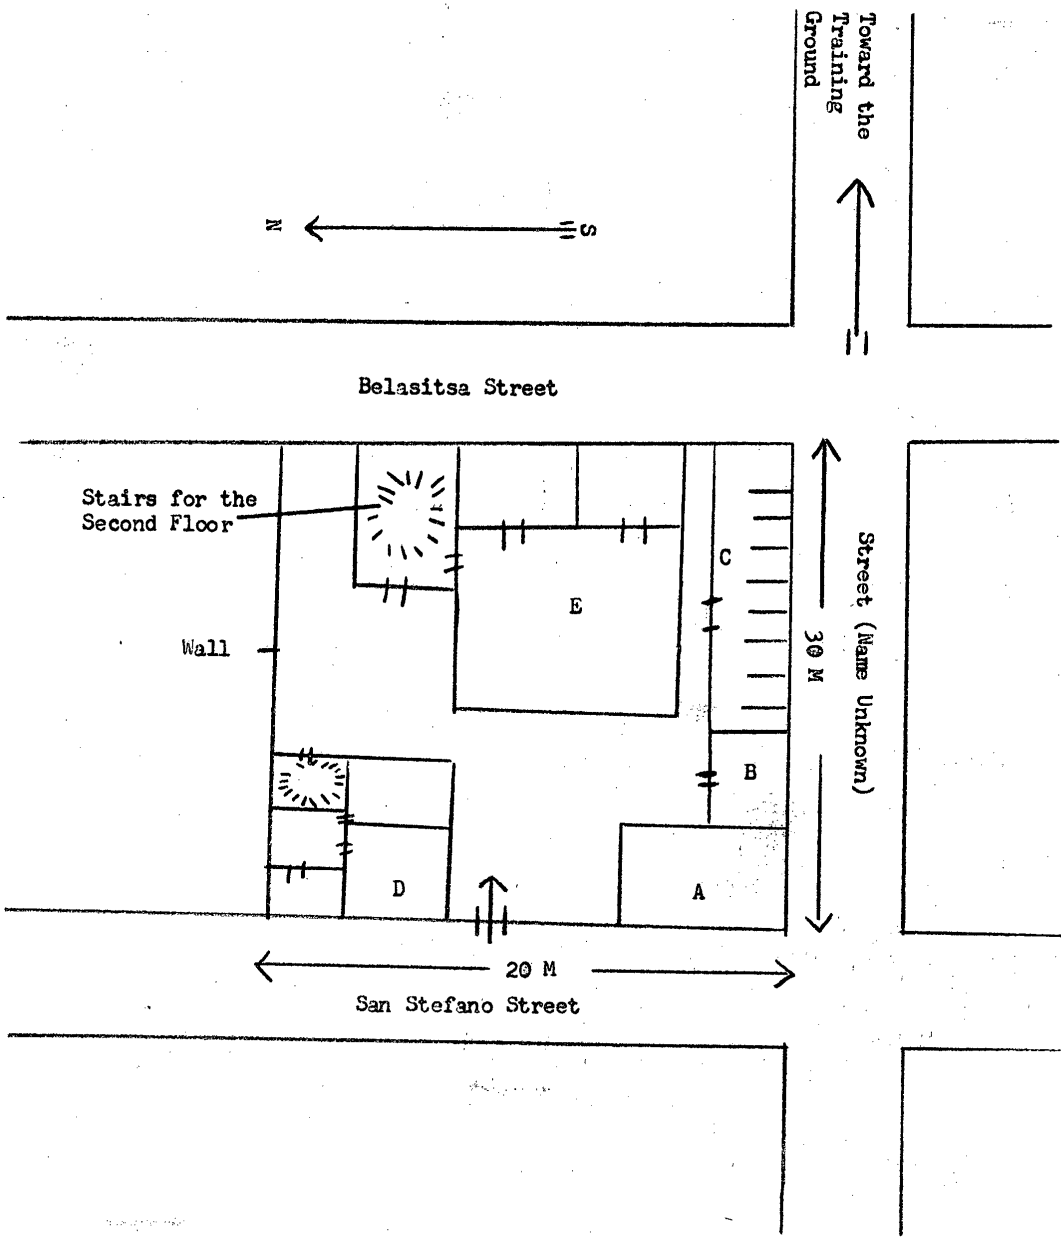 Toward the
Training
Ground
N
S
Belasitsa Street
Stairs for the
Second Floor
C
E
Street (Name Unknown)
30 M
Wall
B
D
A
20 M
San Stefano Street